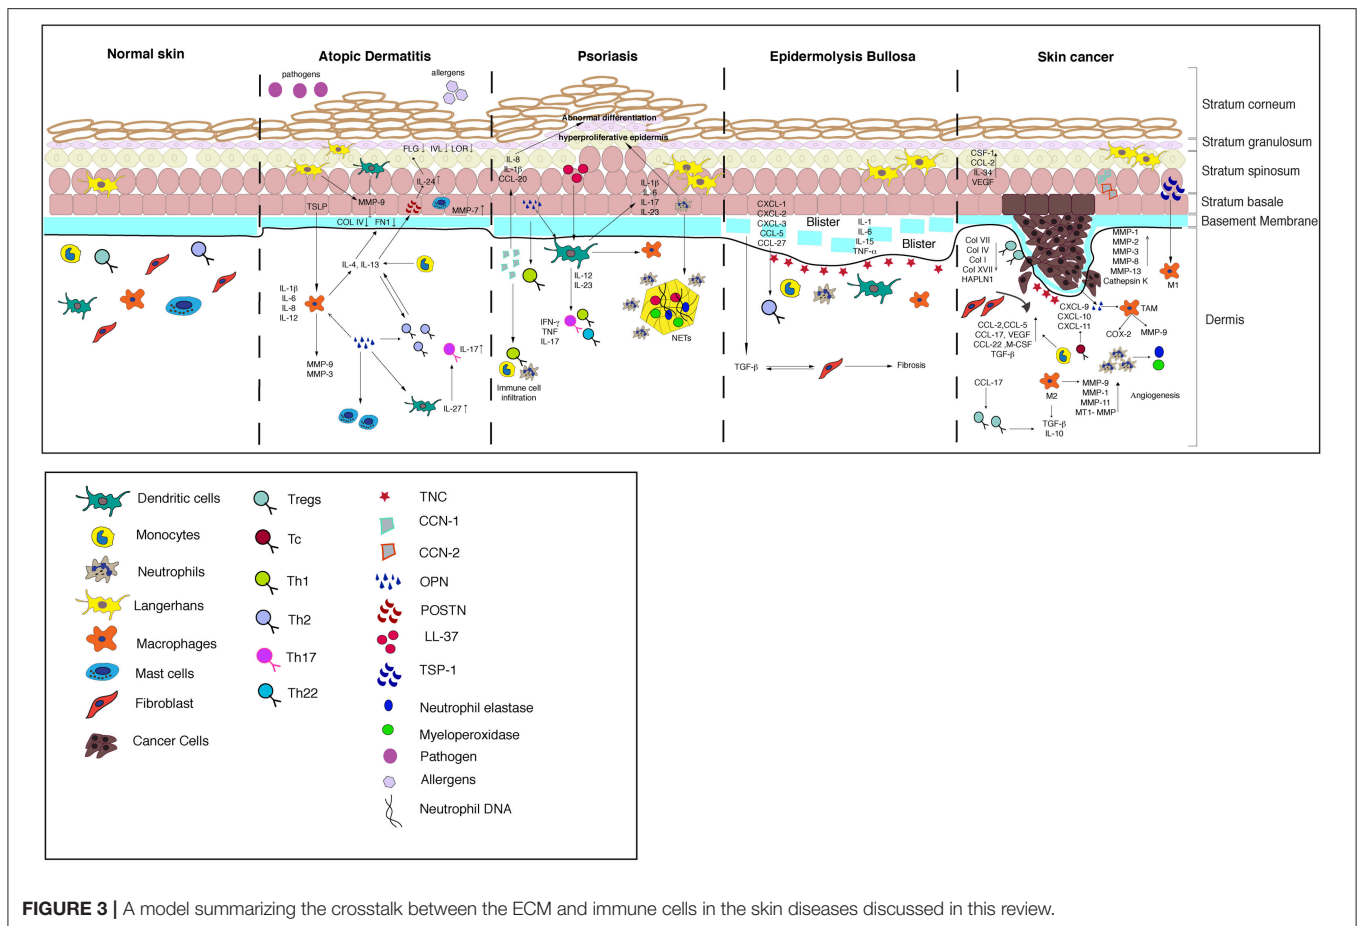 Normal skin
Atopic Dermatitis
Psoriasis
Epidermolysis Bullosa
Skin cancer
pathogens
allergens
FLG↓ IVL↓ LOR↓
IL-24↑
TSLP
MMP-9
MMP-7↑
COL IV↓ FN1↓
IL-4, IL-13
IL-1β
IL-6
IL-8
IL-12
MMP-9
MMP-3
IL-17↑
IL-27↑
Abnormal differentiation
hyperproliferative epidermis
IL-8
IL-1β
CCL-20
IL-1β
IL-6
IL-17
IL-23
IL-12
IL-23
IFN-γ
TNF
IL-17
NETs
Immune cell
infiltration
CXCL-1
CXCL-2
CXCL-3
CCL-5
CCL-27
Blister
IL-1
IL-6
IL-15
TNF-α
Blister
TGF-β
Fibrosis
CSF-1
CCL-2
IL-34
VEGF
Col VII
Col IV
Col I
Col XVII
HAPLN1
MMP-1
MMP-2
MMP-3
MMP-8
MMP-13
Cathepsin K
M1
CXCL-9
CXCL-10
CXCL-11
TAM
COX-2
MMP-9
CCL-2,CCL-5
CCL-17, VEGF
CCL-22 ,M-CSF
TGF-β
CCL-17
M2
MMP-9
MMP-1
MMP-11
MT1- MMP
Angiogenesis
TGF-β
IL-10
Stratum corneum
Stratum granulosum
Stratum spinosum
Stratum basale
Basement Membrane
Dermis
Dendritic cells
Monocytes
Neutrophils
Langerhans
Macrophages
Mast cells
Fibroblast
Cancer Cells
Tregs
Tc
Th1
Th2
Th17
Th22
TNC
CCN-1
CCN-2
OPN
POSTN
LL-37
TSP-1
Neutrophil elastase
Myeloperoxidase
Pathogen
Allergens
Neutrophil DNA
FIGURE 3 | A model summarizing the crosstalk between the ECM and immune cells in the skin diseases discussed in this review.